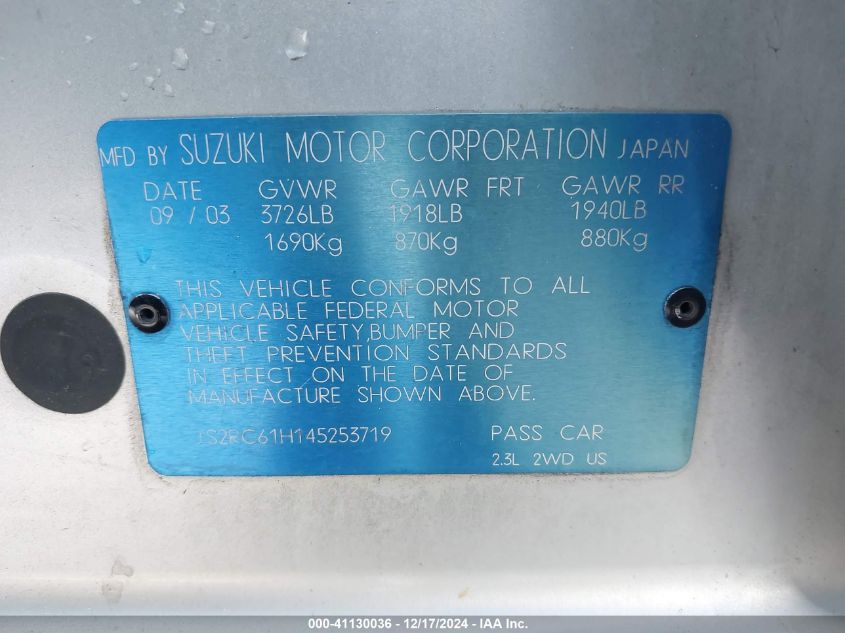 MFD BY SUZUKI MOTOR CORPORATION JAPAN
DATE GVWR GAWR FRT GAWR RR
09 / 03 3726LB 1918LB 1940LB
1690Kg 870Kg 880Kg
THIS VEHICLE CONFORMS TO ALL
APPLICABLE FEDERAL MOTOR
VEHICLE SAFETY,BUMPER AND
THEFT PREVENTION STANDARDS
IN EFFECT ON THE DATE OF
MANUFACTURE SHOWN ABOVE.
JS2RC61H145253719 PASS CAR
2.3L 2WD US
000-41130036 - 12/17/2024 - IAA Inc.